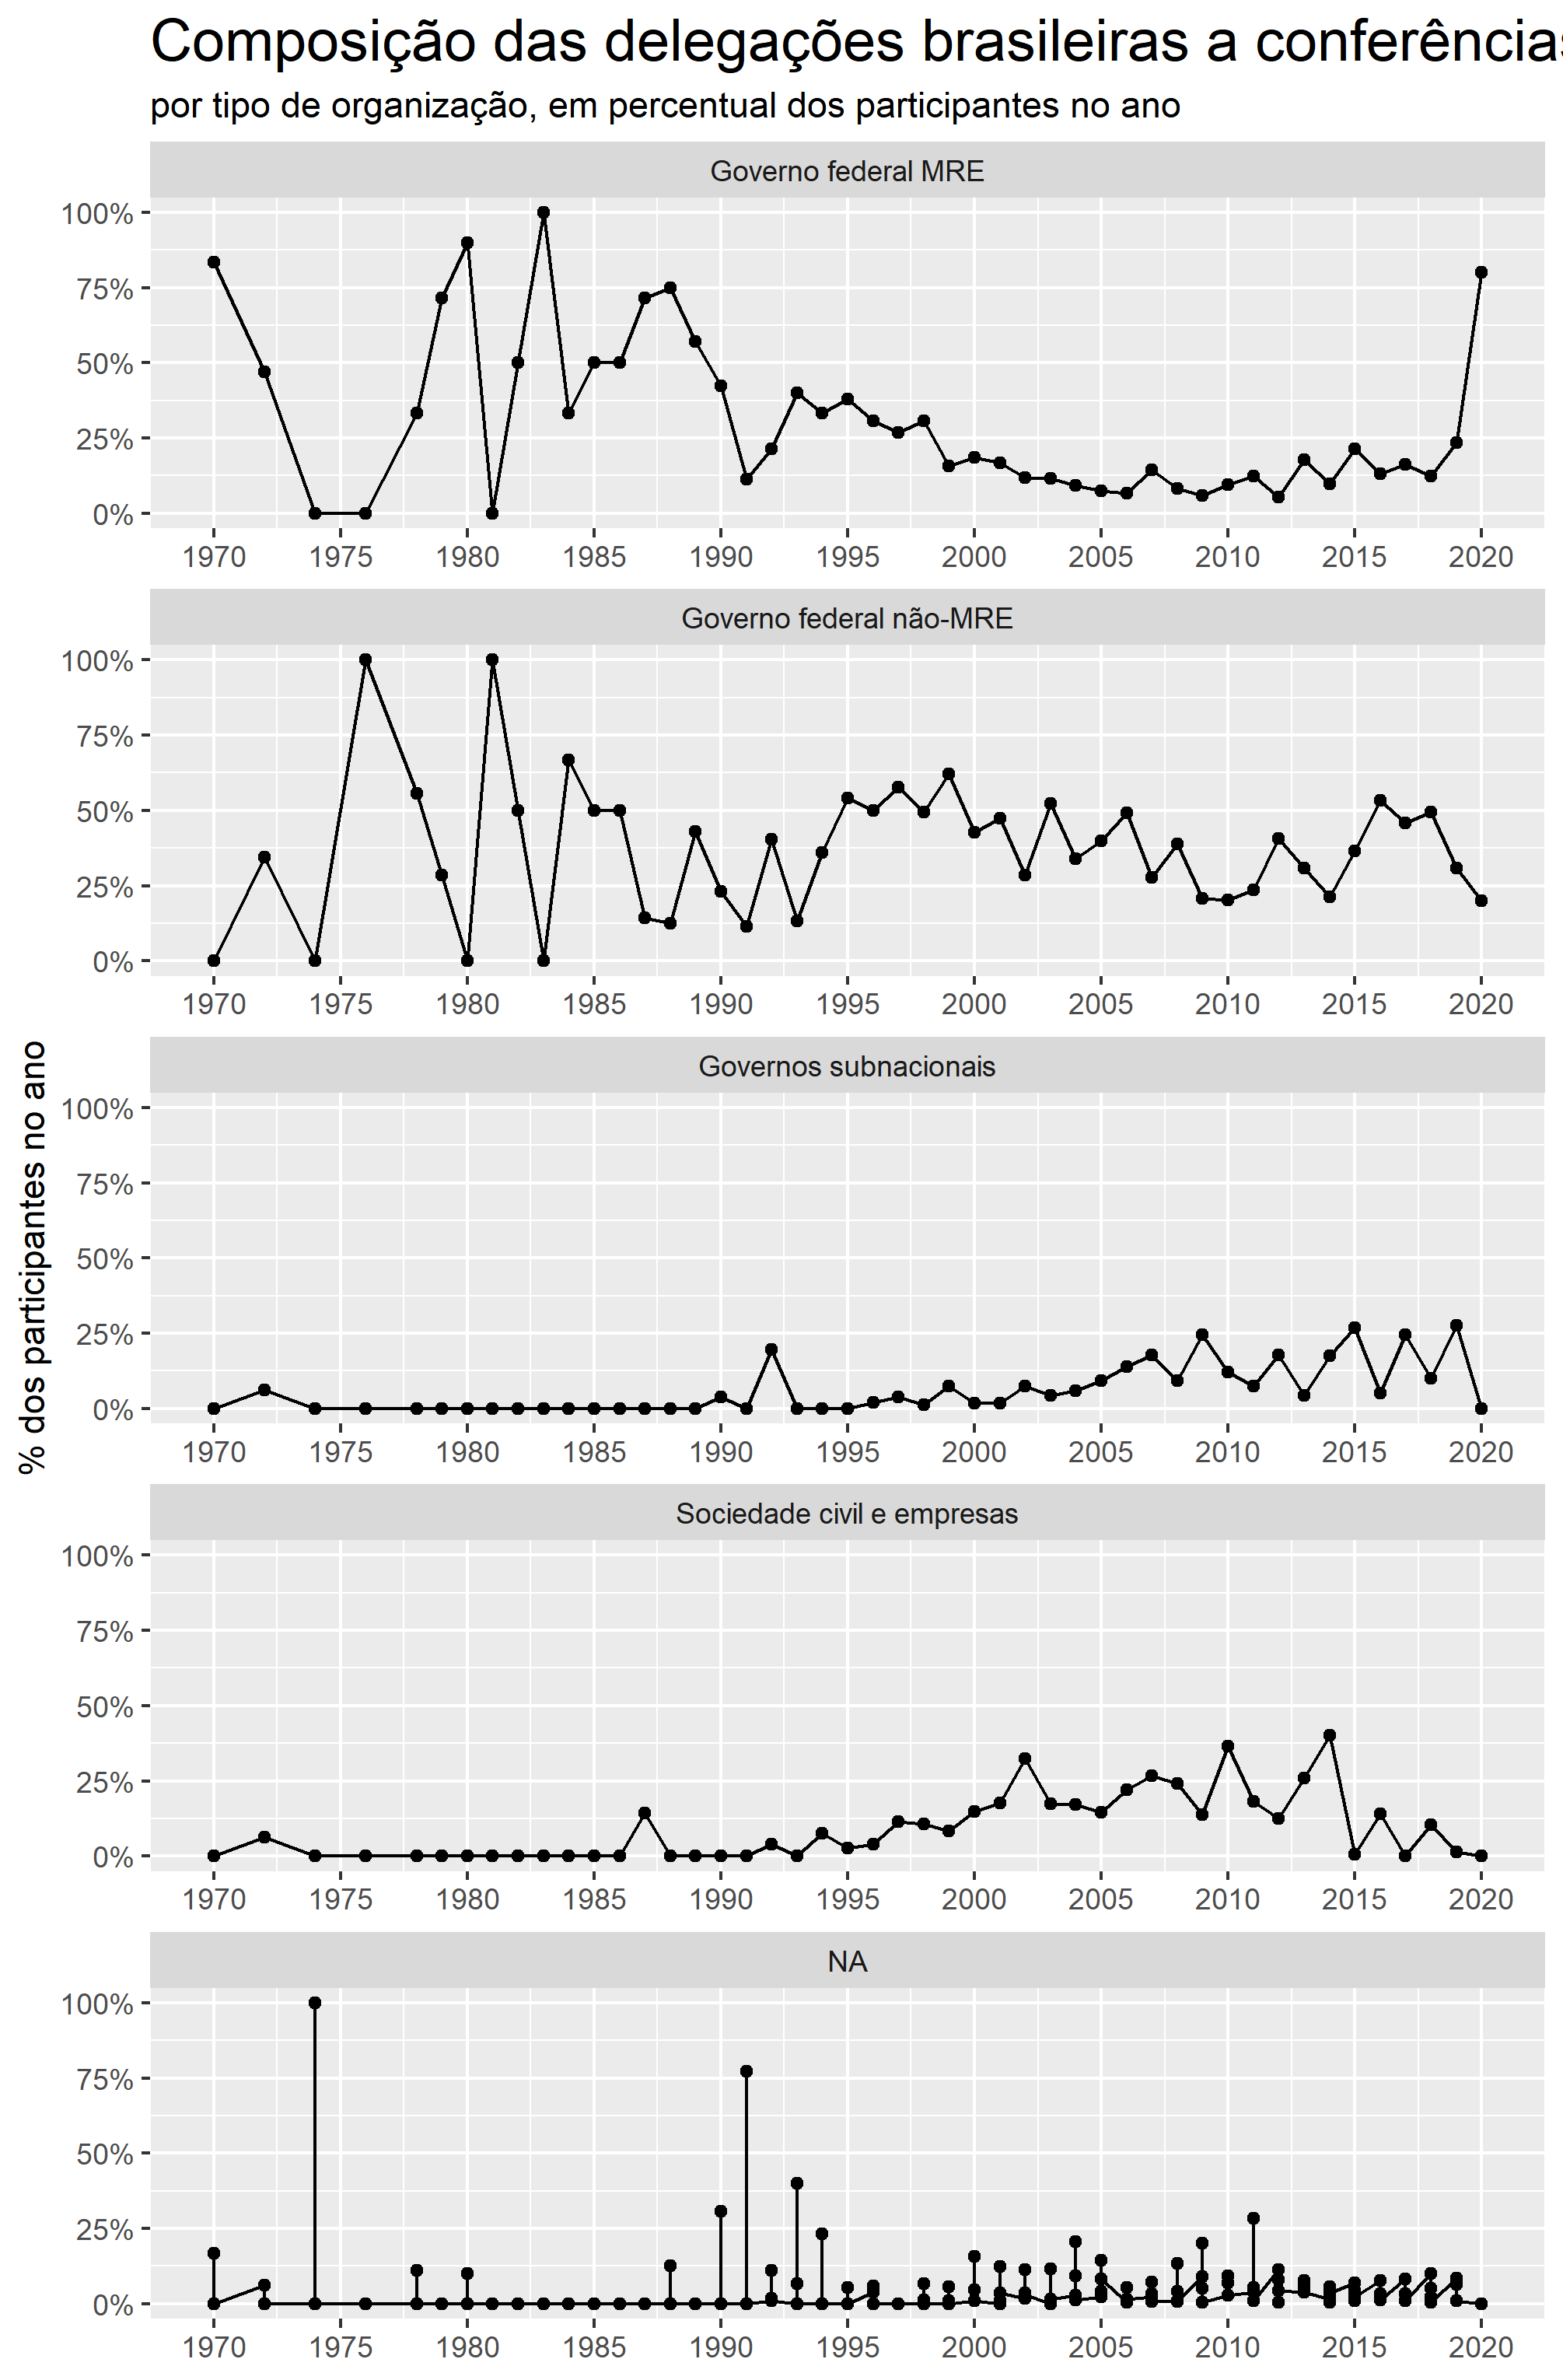 Composição das delegações brasileiras a conferências
por tipo de organização, em percentual dos participantes no ano
% dos participantes no ano
Governo federal MRE
100%
75%
50%
25%
0%
1970 1975 1980 1985 1990 1995 2000 2005 2010 2015 2020
Governo federal não-MRE
100%
75%
50%
25%
0%
1970 1975 1980 1985 1990 1995 2000 2005 2010 2015 2020
Governos subnacionais
100%
75%
50%
25%
0%
1970 1975 1980 1985 1990 1995 2000 2005 2010 2015 2020
Sociedade civil e empresas
100%
75%
50%
25%
0%
1970 1975 1980 1985 1990 1995 2000 2005 2010 2015 2020
NA
100%
75%
50%
25%
0%
1970 1975 1980 1985 1990 1995 2000 2005 2010 2015 2020